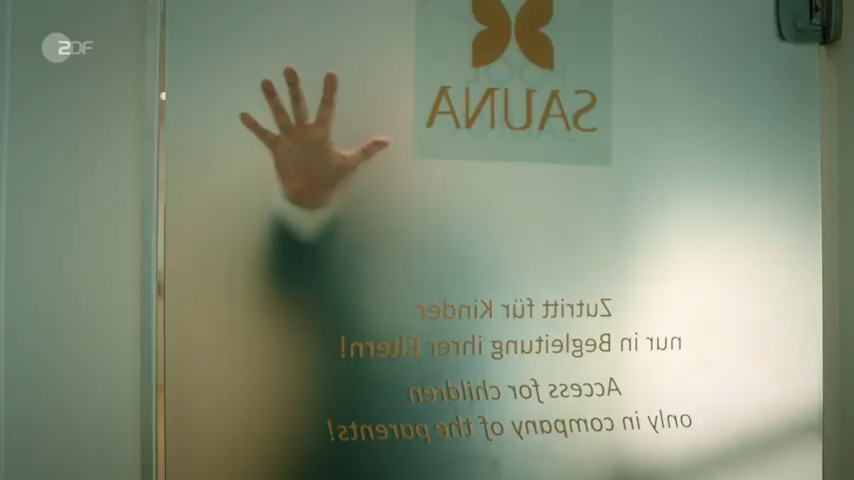 ZDF
SAUNA
Zutritt für Kinder
nur in Begleitung ihrer Eltern!
Access for children
only in company of the parents!